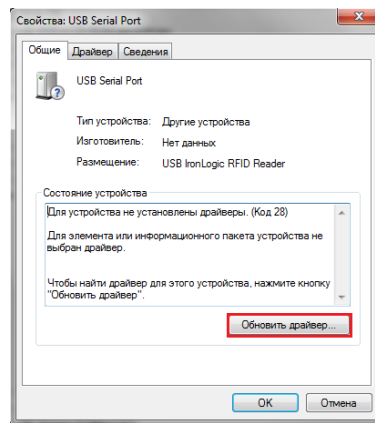 Свойства: USB Serial Port
Общие Драйвер Сведения
USB Serial Port
Тип устройства: Другие устройства
Изготовитель: Нет данных
Размещение: USB IronLogic RFID Reader
Состояние устройства
Для устройства не установлены драйверы. (Код 28)
Для элемента или информационного пакета устройства не
выбран драйвер.
Чтобы найти драйвер для этого устройства, нажмите кнопку
"Обновить драйвер".
Обновить драйвер...
OK Отмена